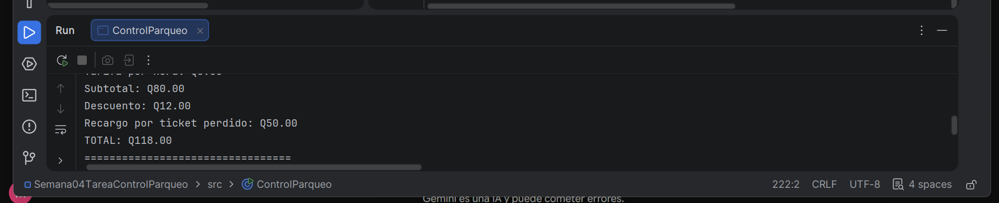 Run
ControlParqueo
Subtotal: Q80.00
Descuento: Q12.00
Recargo por ticket perdido: Q50.00
TOTAL: Q118.00
=================================
Semana04TareaControlParqueo > src > ControlParqueo
222:2 CRLF UTF-8 4 spaces
Gemini es una IA y puede cometer errores.